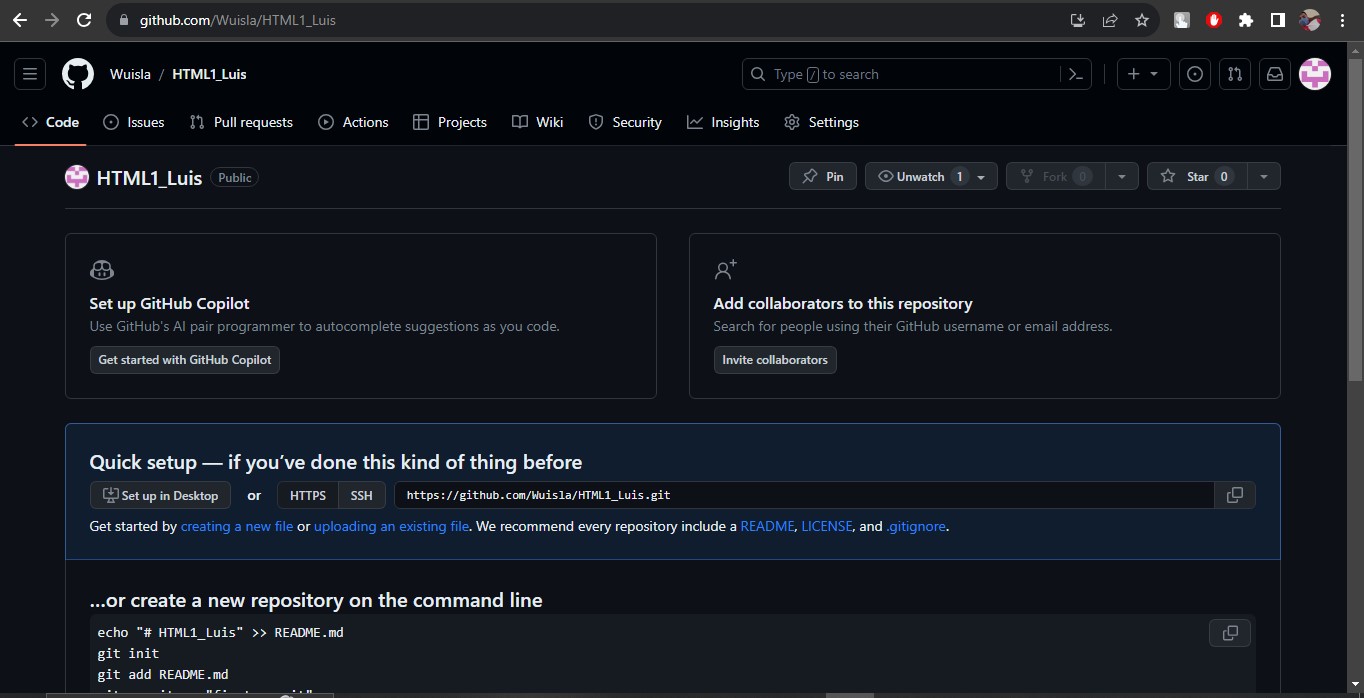 github.com/Wuisla/HTML1_Luis
Wuisla / HTML1_Luis
Type / to search
Code Issues Pull requests Actions Projects Wiki Security Insights Settings
HTML1_Luis Public
Pin Unwatch 1 Fork 0 Star 0
Set up GitHub Copilot
Use GitHub's AI pair programmer to autocomplete suggestions as you code.
Get started with GitHub Copilot
Add collaborators to this repository
Search for people using their GitHub username or email address.
Invite collaborators
Quick setup — if you’ve done this kind of thing before
Set up in Desktop or HTTPS SSH https://github.com/Wuisla/HTML1_Luis.git
Get started by creating a new file or uploading an existing file. We recommend every repository include a README, LICENSE, and .gitignore.
…or create a new repository on the command line
echo "# HTML1_Luis" >> README.md
git init
git add README.md